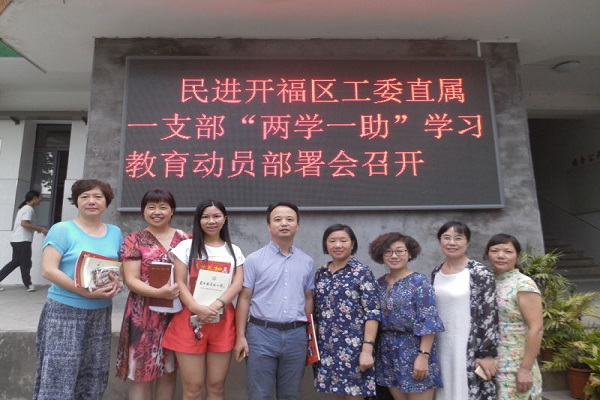 民进开福区工委直属
一支部“两学一助”学习
教育动员部署会召开